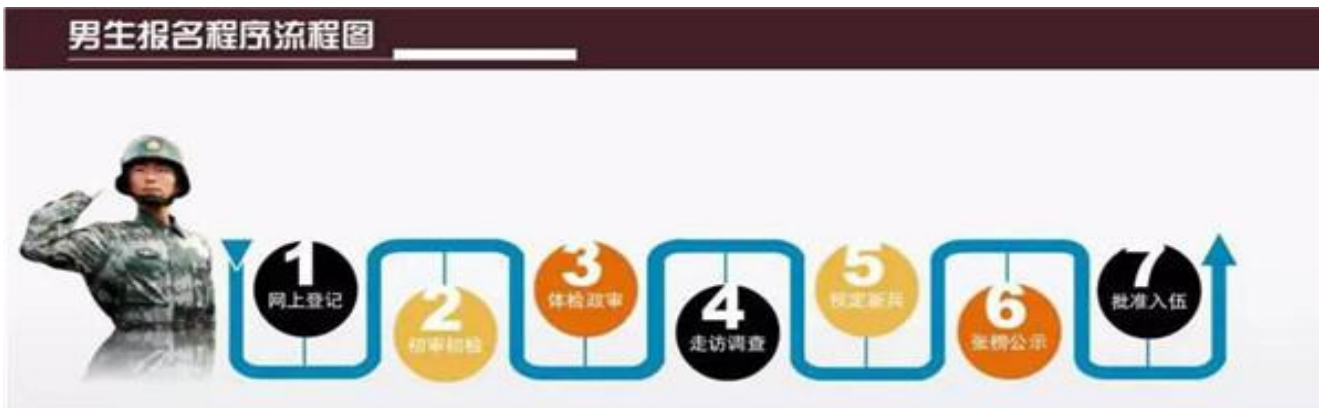 男生报名程序流程图
1
网上登记
2
初审初检
3
体检政审
4
走访调查
5
核定新兵
6
张榜公示
7
批准入伍